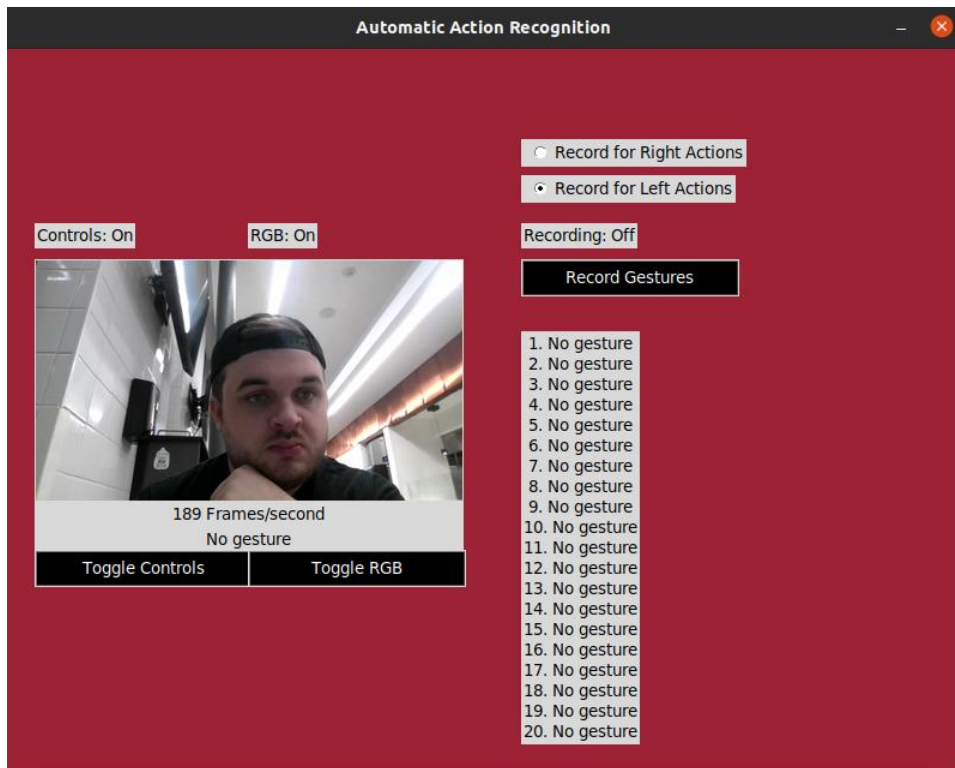 Automatic Action Recognition
Record for Right Actions
Record for Left Actions
Controls: On
RGB: On
Recording: Off
Record Gestures
189 Frames/second
No gesture
Toggle Controls
Toggle RGB
1. No gesture
2. No gesture
3. No gesture
4. No gesture
5. No gesture
6. No gesture
7. No gesture
8. No gesture
9. No gesture
10. No gesture
11. No gesture
12. No gesture
13. No gesture
14. No gesture
15. No gesture
16. No gesture
17. No gesture
18. No gesture
19. No gesture
20. No gesture